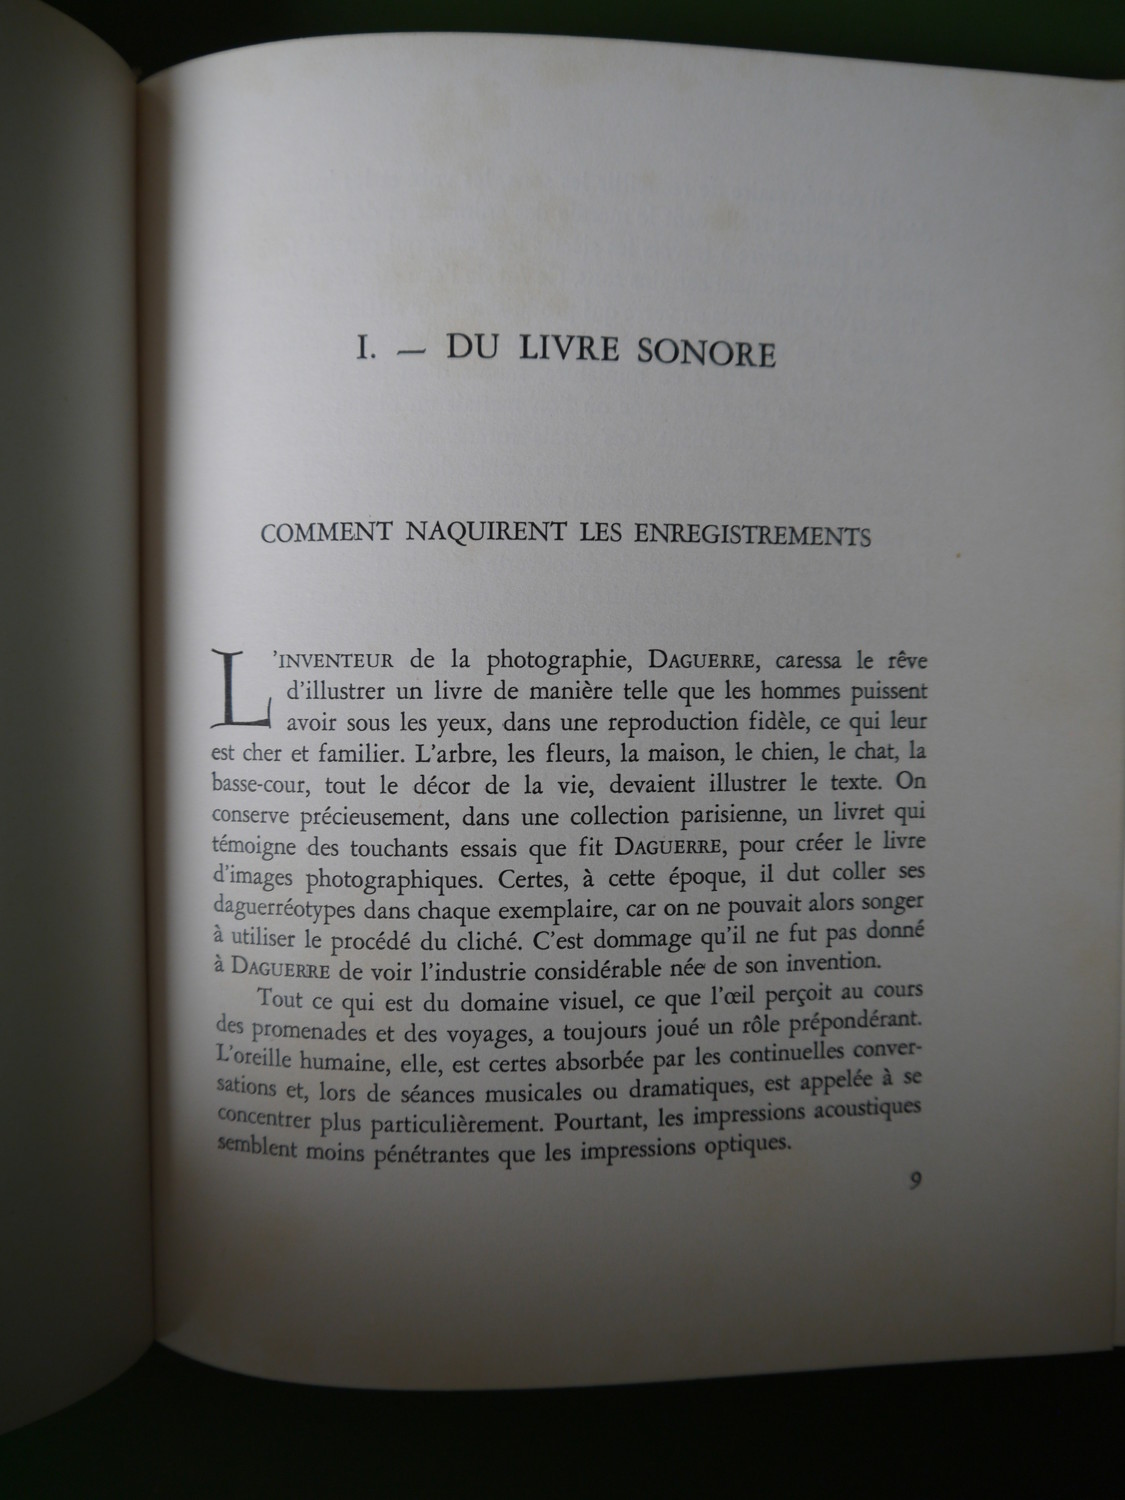 I. — DU LIVRE SONORE
COMMENT NAQUIRENT LES ENREGISTREMENTS
L'INVENTEUR de la photographie, DAGUERRE, caressa le rêve
d'illustrer un livre de manière telle que les hommes puissent
avoir sous les yeux, dans une reproduction fidèle, ce qui leur
est cher et familier. L'arbre, les fleurs, la maison, le chien, le chat, la
basse-cour, tout le décor de la vie, devaient illustrer le texte. On
conserve précieusement, dans une collection parisienne, un livret qui
témoigne des touchants essais que fit DAGUERRE, pour créer le livre
d'images photographiques. Certes, à cette époque, il dut coller ses
daguerréotypes dans chaque exemplaire, car on ne pouvait alors songer
à utiliser le procédé du cliché. C'est dommage qu'il ne fut pas donné
à DAGUERRE de voir l'industrie considérable née de son invention.
Tout ce qui est du domaine visuel, ce que l'œil perçoit au cours
des promenades et des voyages, a toujours joué un rôle prépondérant.
L'oreille humaine, elle, est certes absorbée par les continuelles conver-
sations et, lors de séances musicales ou dramatiques, est appelée à se
concentrer plus particulièrement. Pourtant, les impressions acoustiques
semblent moins pénétrantes que les impressions optiques.
9